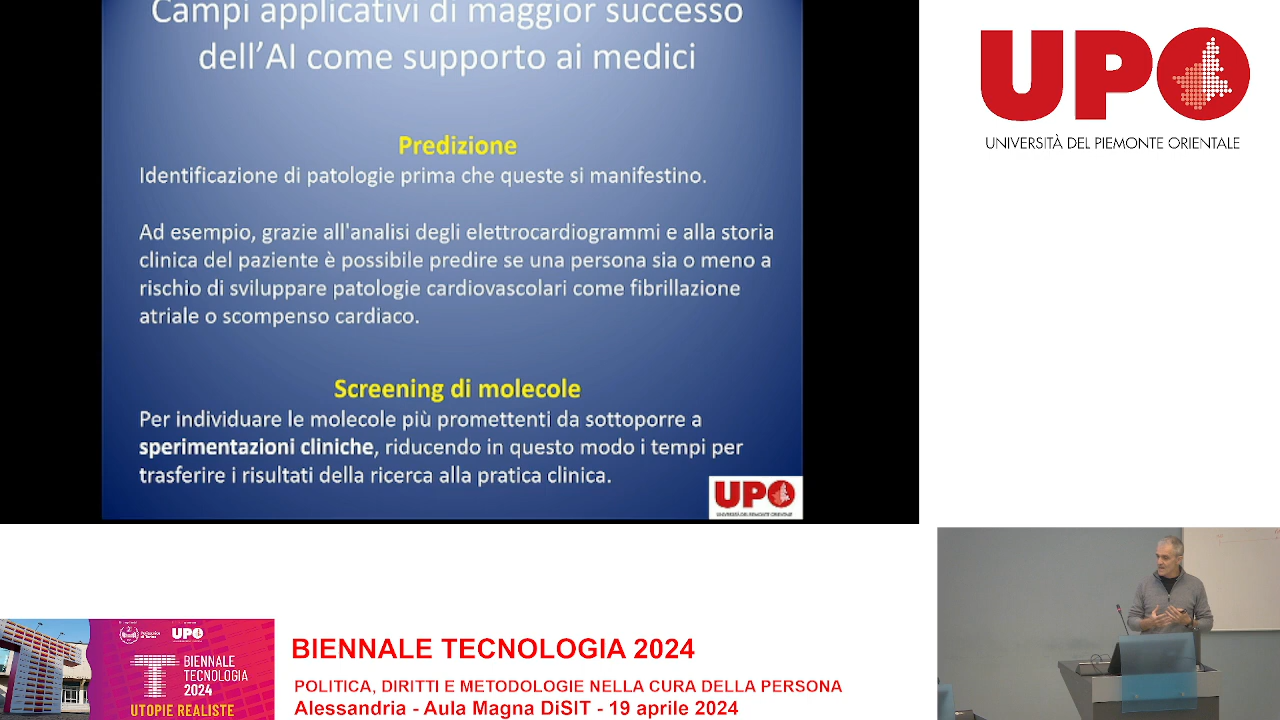 Campi applicativi di maggior successo
dell'AI come supporto ai medici
Predizione
Identificazione di patologie prima che queste si manifestino.
Ad esempio, grazie all'analisi degli elettrocardiogrammi e alla storia
clinica del paziente è possibile predire se una persona sia o meno a
rischio di sviluppare patologie cardiovascolari come fibrillazione
atriale o scompenso cardiaco.
Screening di molecole
Per individuare le molecole più promettenti da sottoporre a
sperimentazioni cliniche, riducendo in questo modo i tempi per
trasferire i risultati della ricerca alla pratica clinica.
UPO
UNIVERSITÀ DEL PIEMONTE ORIENTALE
UPO
UNIVERSITÀ DEL PIEMONTE ORIENTALE
UPO
T
BIENNALE
TECNOLOGIA
2024
UTOPIE REALISTE
BIENNALE TECNOLOGIA 2024
POLITICA, DIRITTI E METODOLOGIE NELLA CURA DELLA PERSONA
Alessandria - Aula Magna DiSIT - 19 aprile 2024